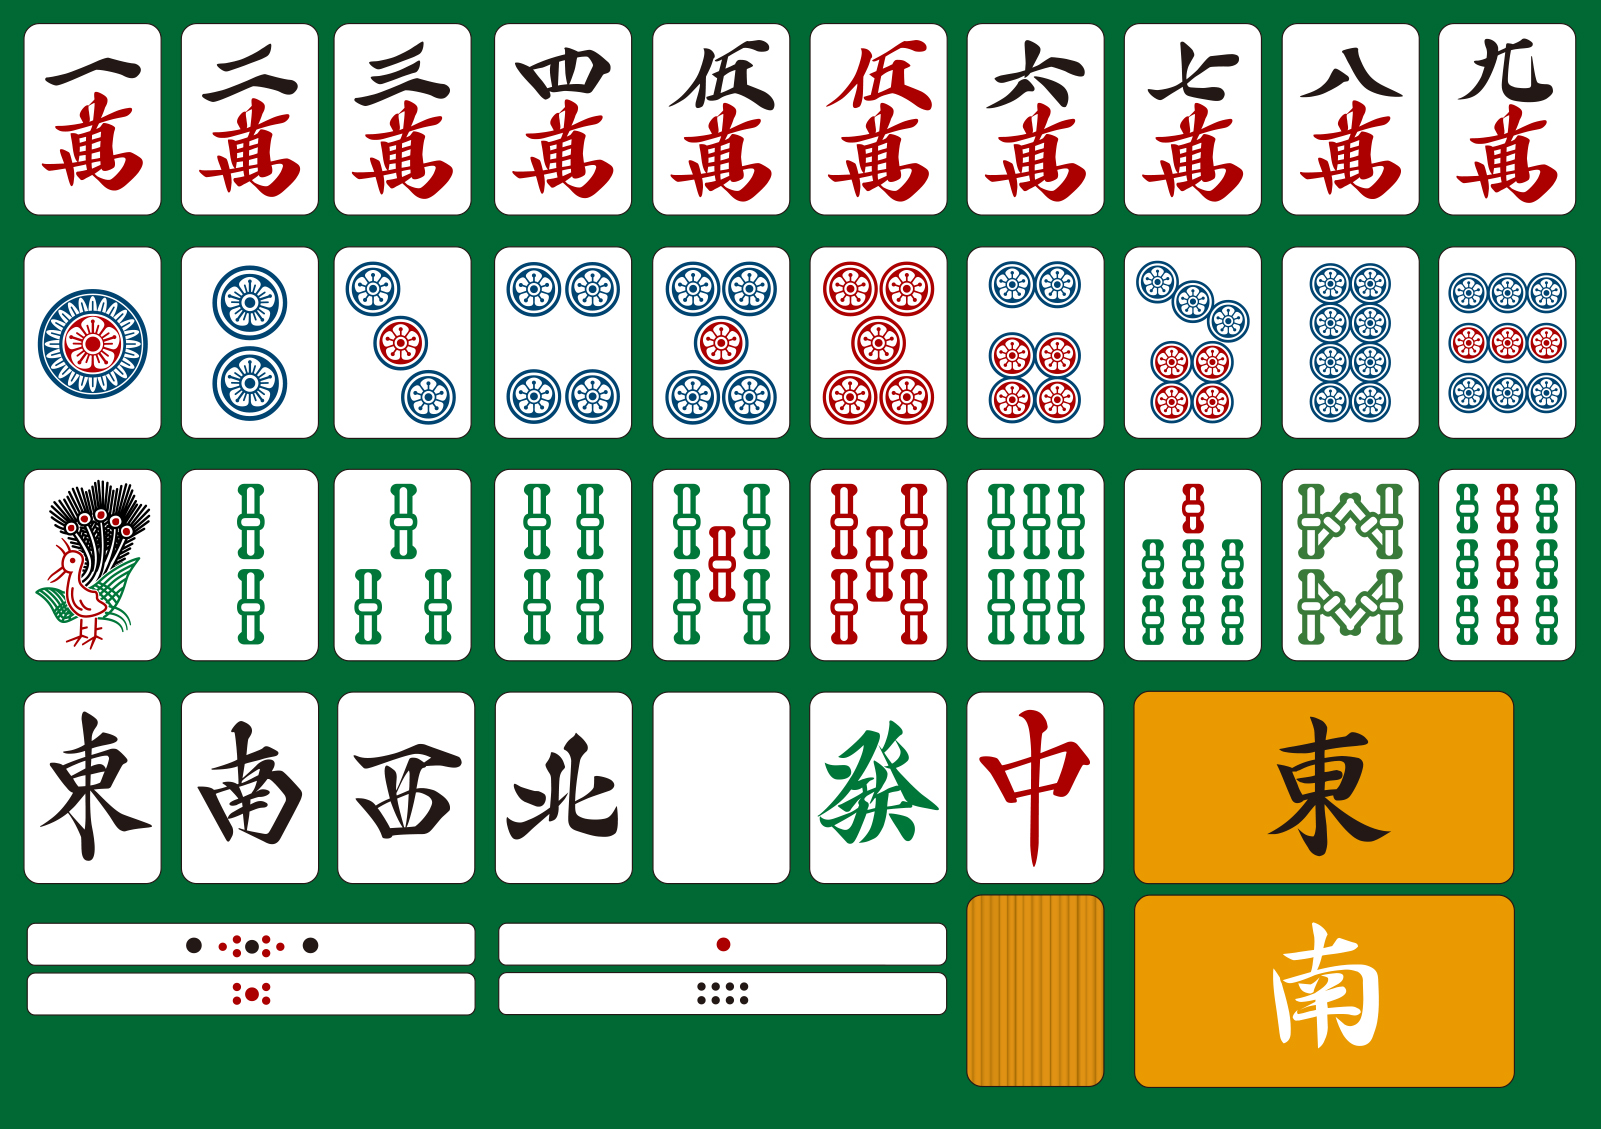 一萬 二萬 三萬 四萬 伍萬 伍萬 六萬 七萬 八萬 九萬
東 南 西 北 發 中 東
南